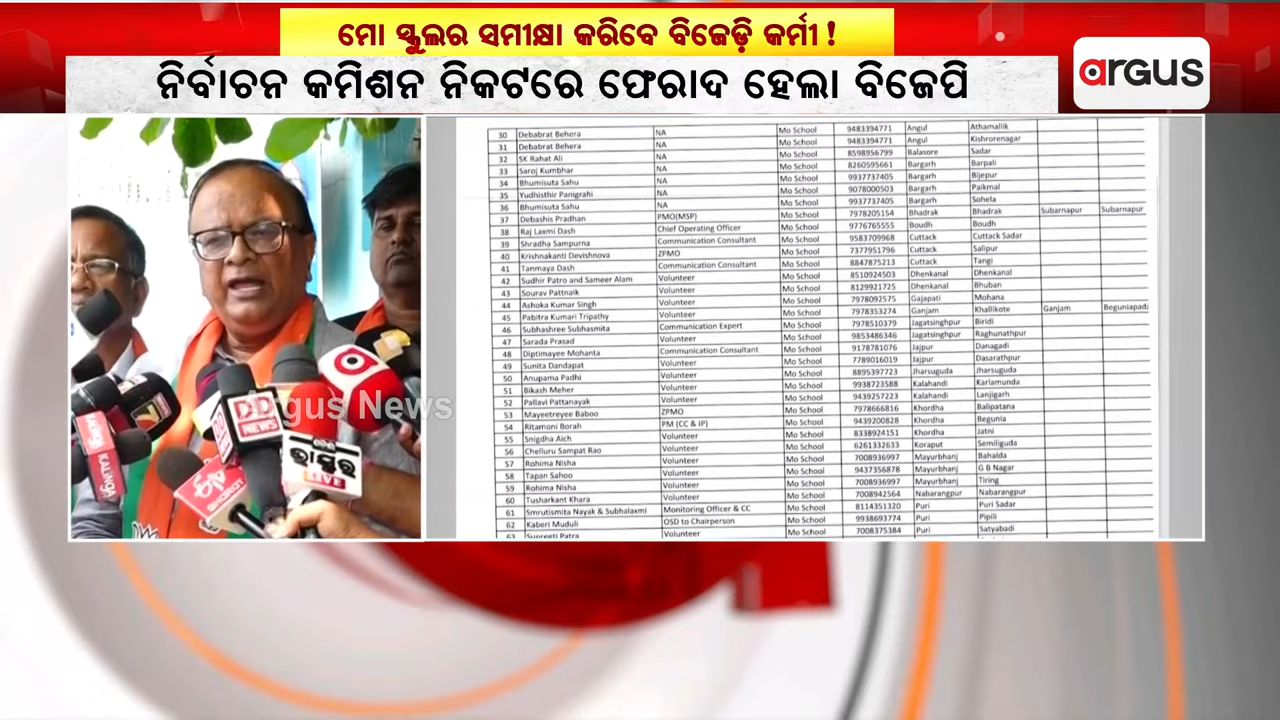 ମୋ ସ୍କୁଲର ସମୀକ୍ଷା କରିବେ ବିଜେଡ଼ି କର୍ମୀ !
ନିର୍ବାଚନ କମିଶନ ନିକଟରେ ଫେରାଦ ହେଲା ବିଜେପି
argus
30 Debabrat Behera NA Mo School 9483394771 Angul Athamallik
31 Debabrat Behera NA Mo School 9483394771 Angul Kishrorenagar
32 SK Rahat Ali NA Mo School 8598956799 Balasore Sadar
33 Saroj Kumbhar NA Mo School 8260595661 Bargarh Barpali
34 Bhumisuta Sahu NA Mo School 9937737405 Bargarh Bijepur
35 Yudhisthir Panigrahi NA Mo School 9078000503 Bargarh Paikmal
36 Bhumisuta Sahu NA Mo School 9937737405 Bargarh Sohela
37 Debashis Pradhan PMO(MSP) Mo School 7978205154 Bhadrak Bhadrak Subarnapur Subarnapur
38 Raj Laxmi Dash Chief Operating Officer Mo School 9776765555 Boudh Boudh
39 Shradha Sampurna Communication Consultant Mo School 9583709968 Cuttack Cuttack Sadar
40 Krishnakanti Devishnova ZPMO Mo School 7377951796 Cuttack Salipur
41 Tanmaya Dash Communication Consultant Mo School 8847875213 Cuttack Tangi
42 Sudhir Patro and Sameer Alam Volunteer Mo School 8510924503 Dhenkanal Dhenkanal
43 Sourav Pattnaik Volunteer Mo School 8129921725 Dhenkanal Bhuban
44 Ashoka Kumar Singh Volunteer Mo School 7978092575 Gajapati Mohana
45 Pabitra Kumari Tripathy Volunteer Mo School 7978353274 Ganjam Khallikote Ganjam Beguniapadi
46 Subhashree Subhasmita Communication Expert Mo School 7978510379 Jagatsinghpur Biridi
47 Sarada Prasad Volunteer Mo School 9853486346 Jagatsinghpur Raghunathpur
48 Diptimayee Mohanta Communication Consultant Mo School 9178781076 Jajpur Danagadi
49 Sunita Dandapat Volunteer Mo School 7789016019 Jajpur Dasarathpur
50 Anupama Padhi Volunteer Mo School 8895397723 Jharsuguda Jharsuguda
51 Bikash Meher Volunteer Mo School 9938723588 Kalahandi Karlamunda
52 Pallavi Pattanayak Volunteer Mo School 9439257223 Kalahandi Lanjigarh
53 Mayeetreyee Baboo ZPMO Mo School 7978666816 Khordha Balipatana
54 Ritamoni Borah PM (CC & IP) Mo School 9439200828 Khordha Begunia
55 Snigdha Aich Volunteer Mo School 8338924151 Khordha Jatni
56 Chelluru Sampat Rao Volunteer Mo School 6261332633 Koraput Semiliguda
57 Rohima Nisha Volunteer Mo School 7008936997 Mayurbhanj Bahalda
58 Tapan Sahoo Volunteer Mo School 9437356878 Mayurbhanj G B Nagar
59 Rohima Nisha Volunteer Mo School 7008936997 Mayurbhanj Tiring
60 Tusharkant Khara Volunteer Mo School 7008942564 Nabarangpur Nabarangpur
61 Smrutismita Nayak & Subhalaxmi Monitoring Officer & CC Mo School 8114351320 Puri Puri Sadar
62 Kaberi Muduli OSD to Chairperson Mo School 9938693774 Puri Pipili
63 Supreeti Patra Volunteer Mo School 7008375384 Puri Satyabadi
Argus News
DD
NEWS
KALINGA
ଭାସ୍କର
LIVE